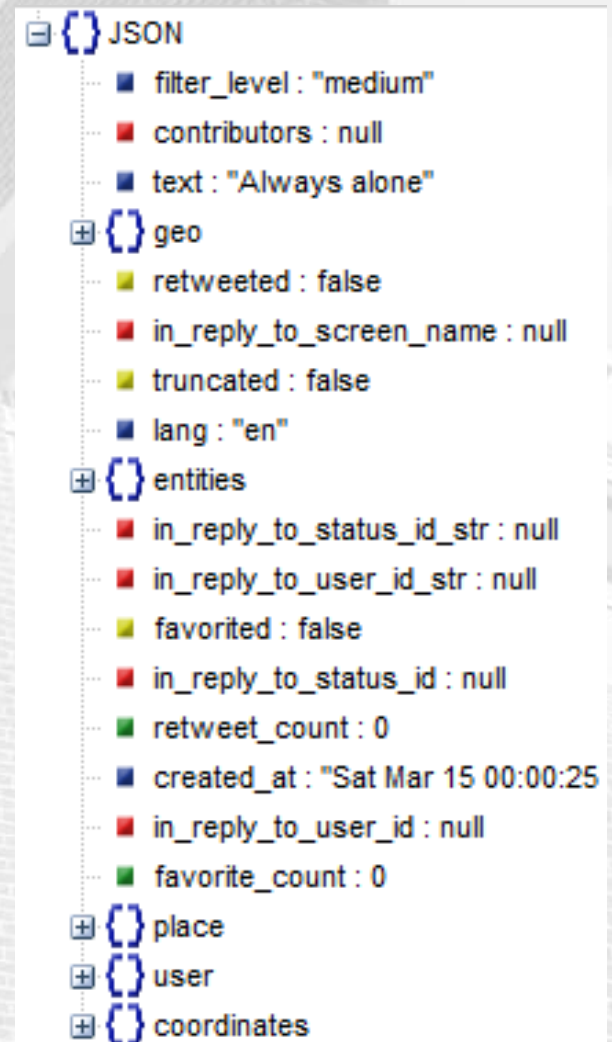 JSON
filter_level : "medium"
contributors : null
text : "Always alone"
geo
retweeted : false
in_reply_to_screen_name : null
truncated : false
lang : "en"
entities
in_reply_to_status_id_str : null
in_reply_to_user_id_str : null
favorited : false
in_reply_to_status_id : null
retweet_count : 0
created_at : "Sat Mar 15 00:00:25
in_reply_to_user_id : null
favorite_count : 0
place
user
coordinates